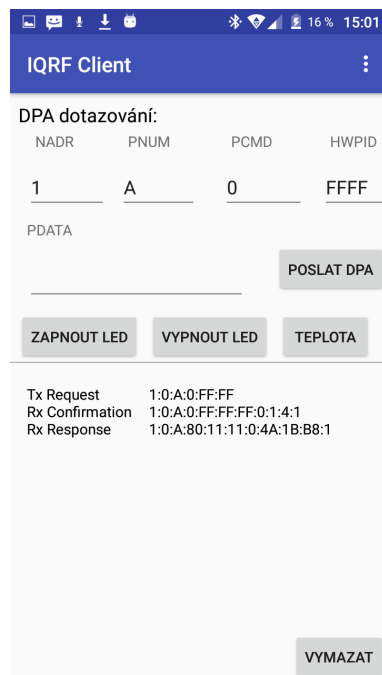 16 % 15:01
IQRF Client
DPA dotazování:
NADR PNUM PCMD HWPID
1 A 0 FFFF
PDATA
POSLAT DPA
ZAPNOUT LED VYPNOUT LED TEPLOTA
Tx Request 1:0:A:0:FF:FF
Rx Confirmation 1:0:A:0:FF:FF:FF:0:1:4:1
Rx Response 1:0:A:80:11:11:0:4A:1B:B8:1
VYMAZAT